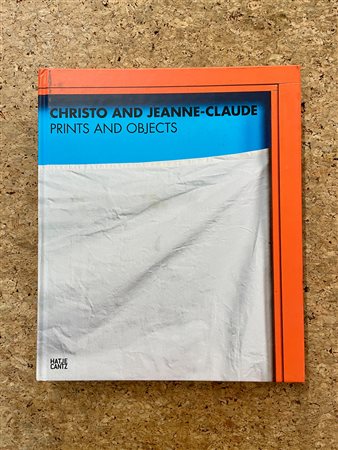 CHRISTO AND JEANNE-CLAUDE
PRINTS AND OBJECTS
HATJE
CANTZ